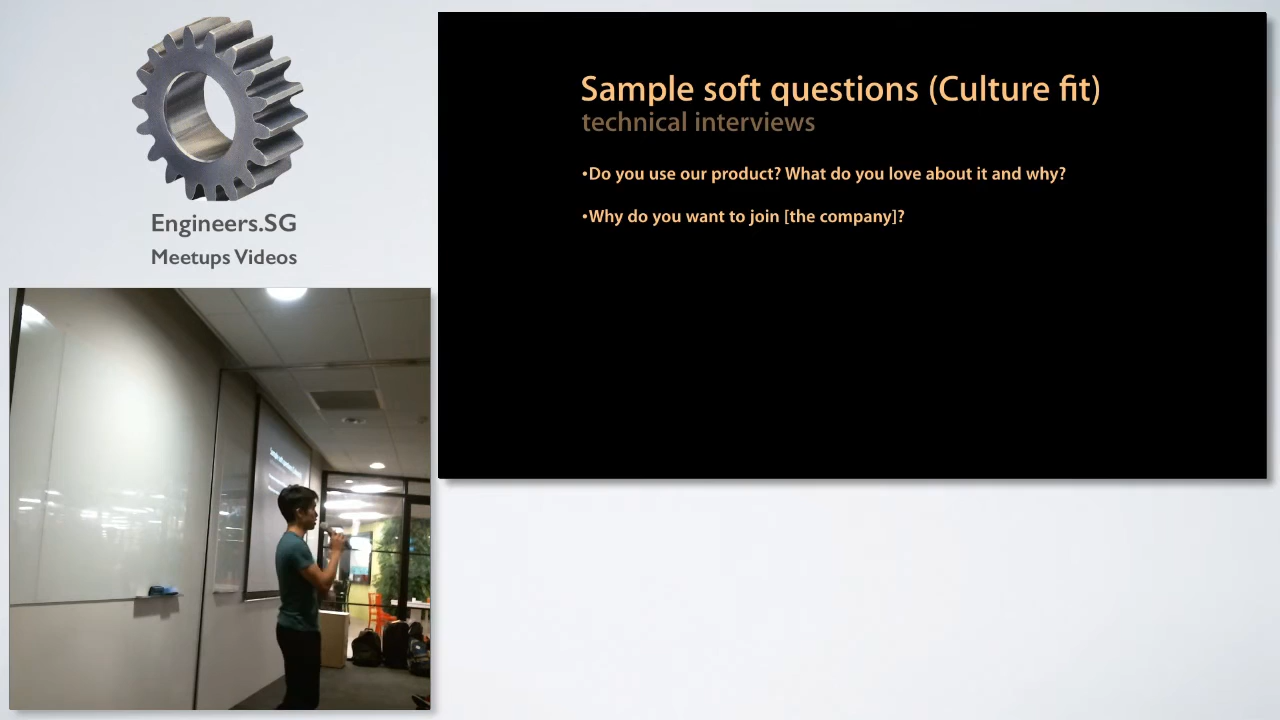 Engineers.SG
Meetups Videos
Sample soft questions (Culture fit)
technical interviews
•Do you use our product? What do you love about it and why?
•Why do you want to join [the company]?